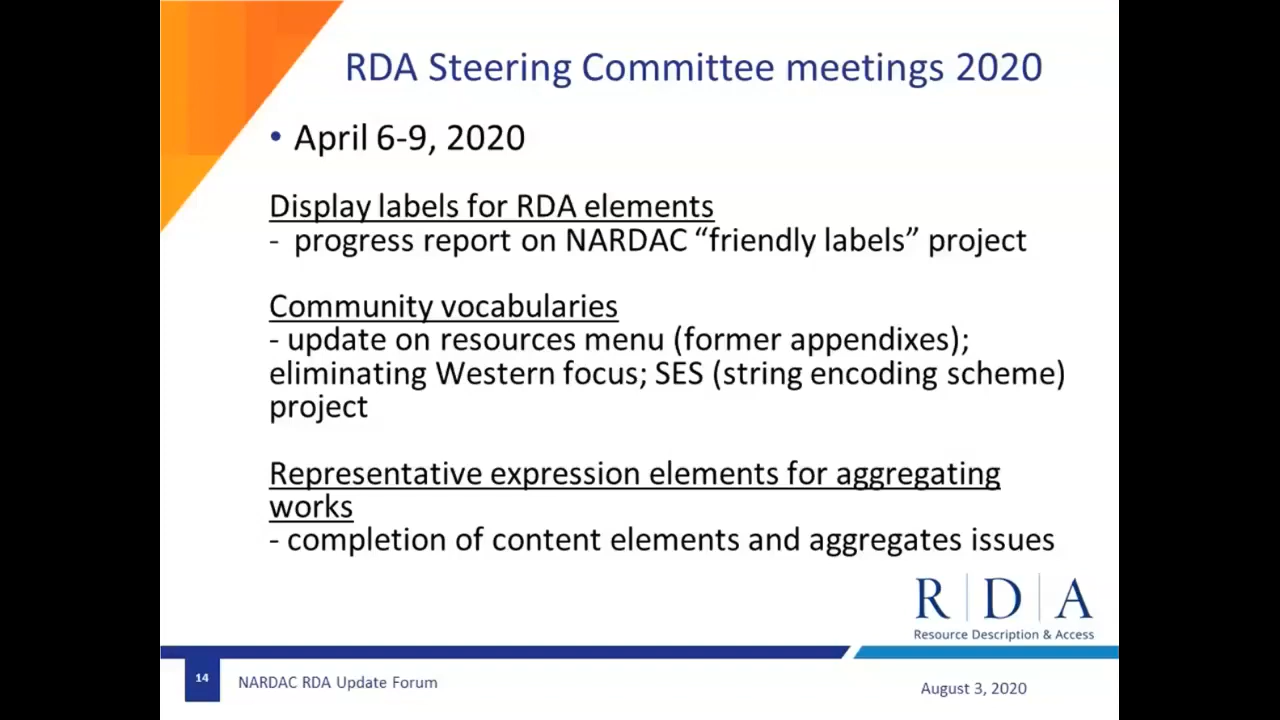 RDA Steering Committee meetings 2020
• April 6-9, 2020
Display labels for RDA elements
- progress report on NARDAC “friendly labels” project
Community vocabularies
- update on resources menu (former appendixes);
eliminating Western focus; SES (string encoding scheme)
project
Representative expression elements for aggregating
works
- completion of content elements and aggregates issues
R|D|A
Resource Description & Access
14
NARDAC RDA Update Forum
August 3, 2020